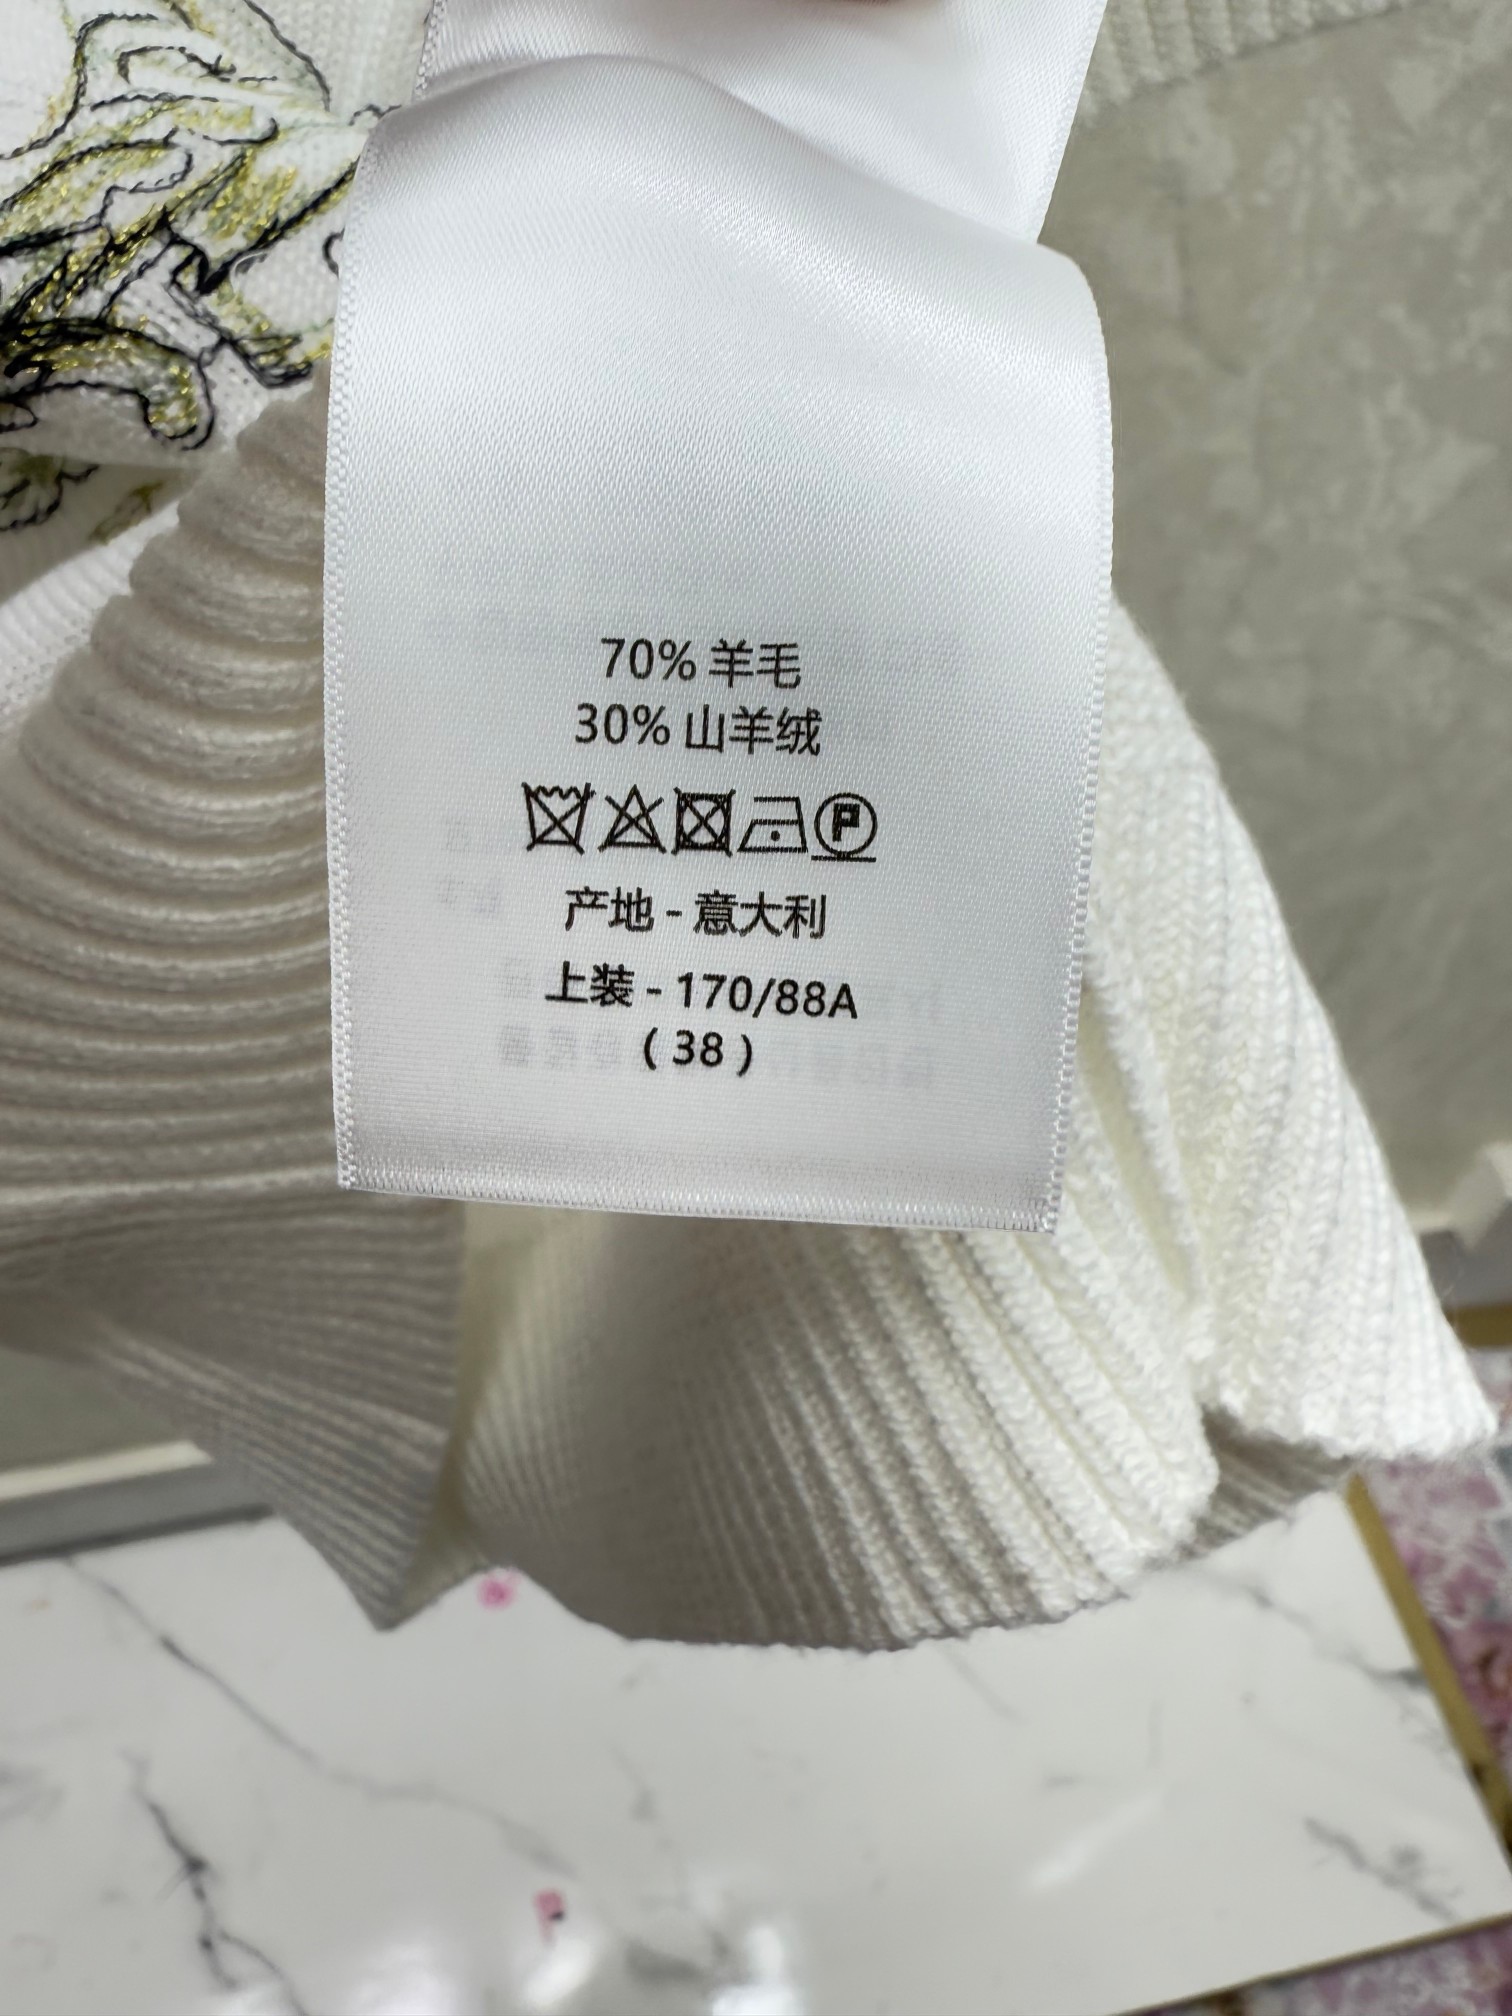 70% 羊毛
30% 山羊绒
P
产地 - 意大利
上装 - 170/88A
( 38 )